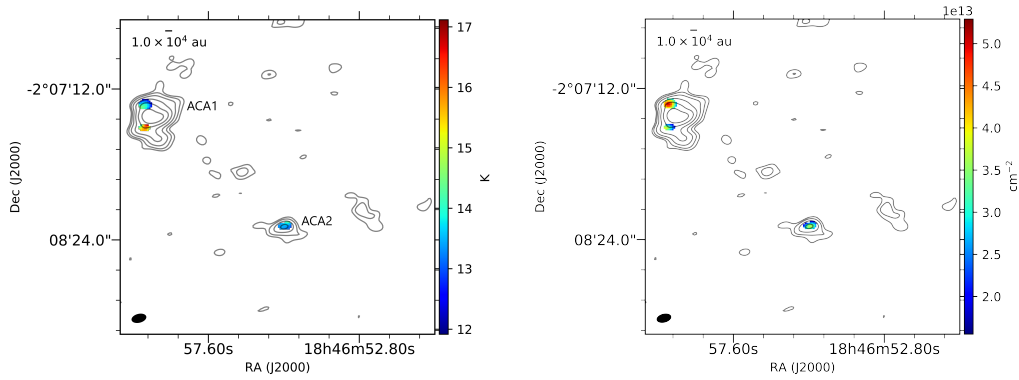 1.0 × 10⁴ au
ACA1
ACA2
-2°07'12.0"
08'24.0"
57.60s
18h46m52.80s
RA (J2000)
Dec (J2000)
17
16
15
14
13
12
K
1.0 × 10⁴ au
-2°07'12.0"
08'24.0"
57.60s
18h46m52.80s
RA (J2000)
Dec (J2000)
1e13
5.0
4.5
4.0
3.5
3.0
2.5
2.0
cm⁻²